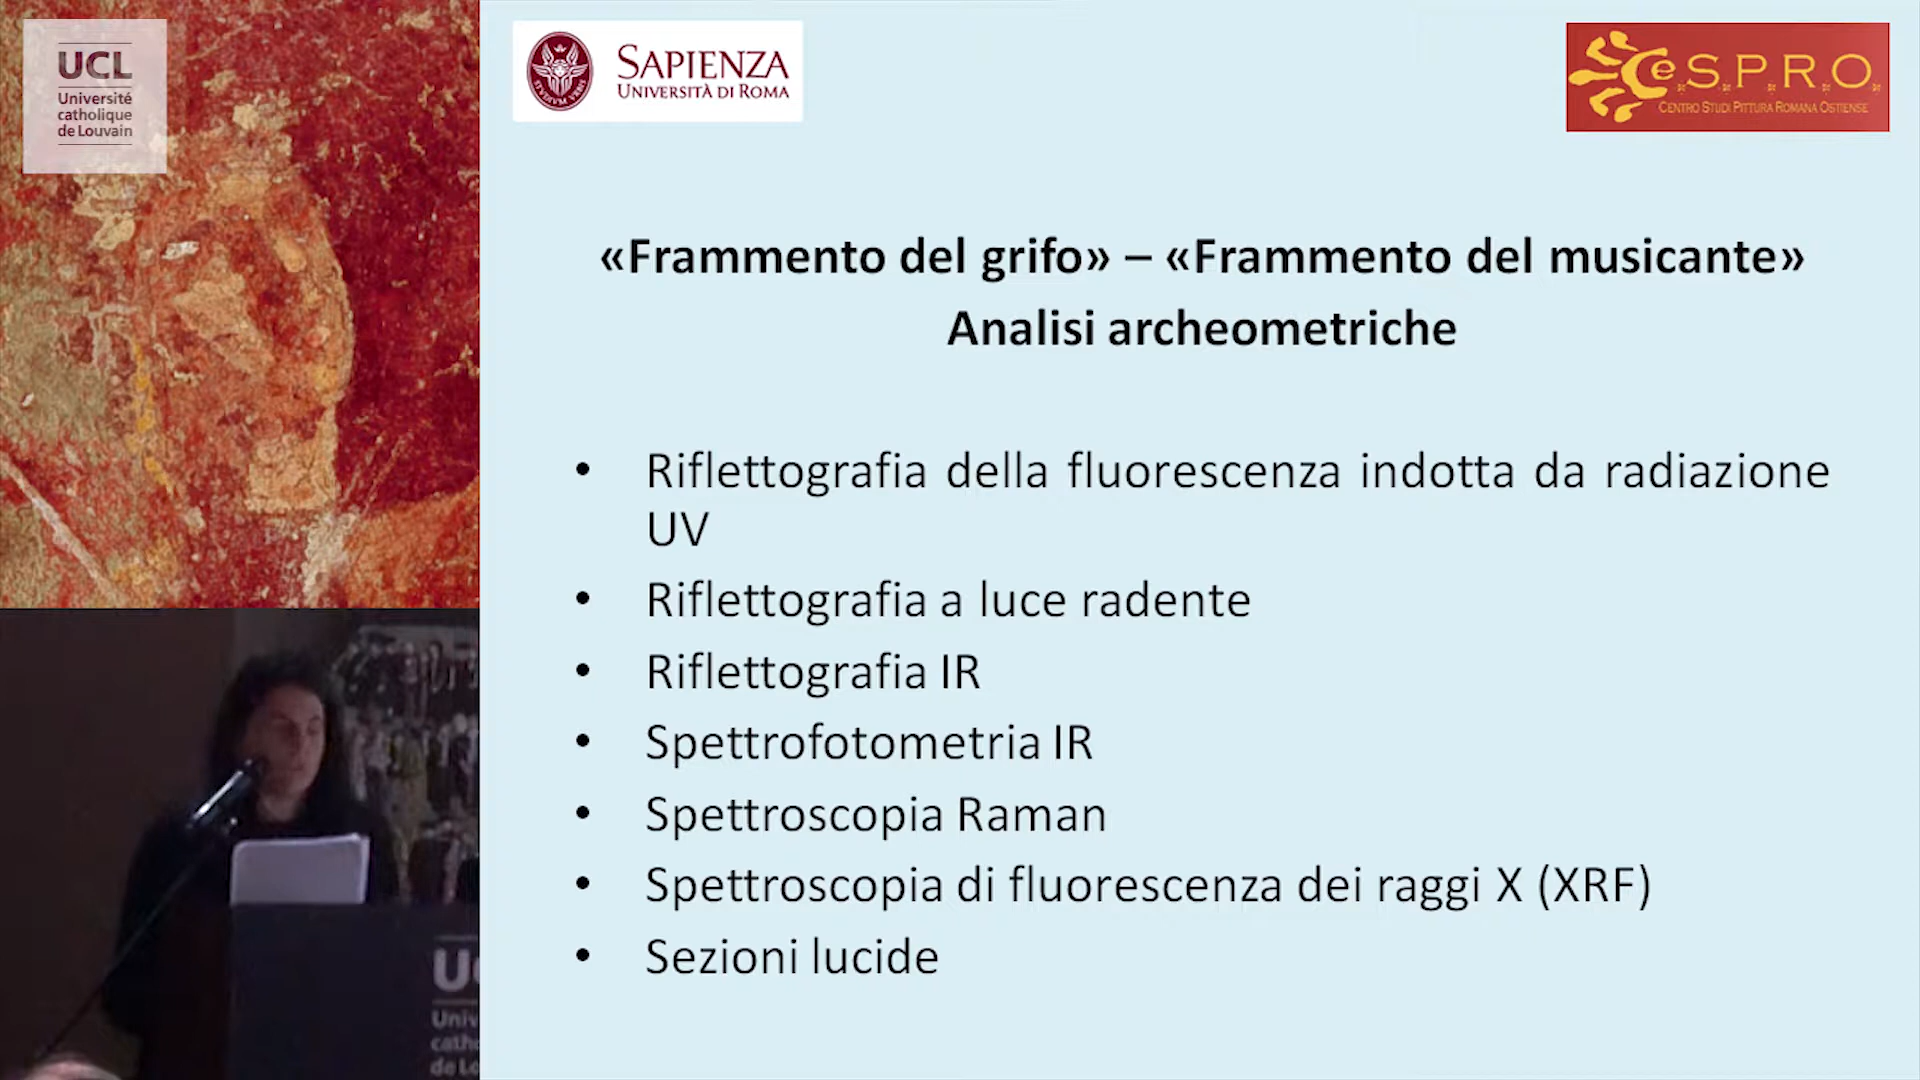 UCL
Université
catholique
de Louvain
SAPIENZA
UNIVERSITÀ DI ROMA
CeS.P.R.O.
CENTRO STUDI PITTURA ROMANA OSTIENSE
«Frammento del grifo» – «Frammento del musicante»
Analisi archeometriche
• Riflettografia della fluorescenza indotta da radiazione
UV
• Riflettografia a luce radente
• Riflettografia IR
• Spettrofotometria IR
• Spettroscopia Raman
• Spettroscopia di fluorescenza dei raggi X (XRF)
• Sezioni lucide